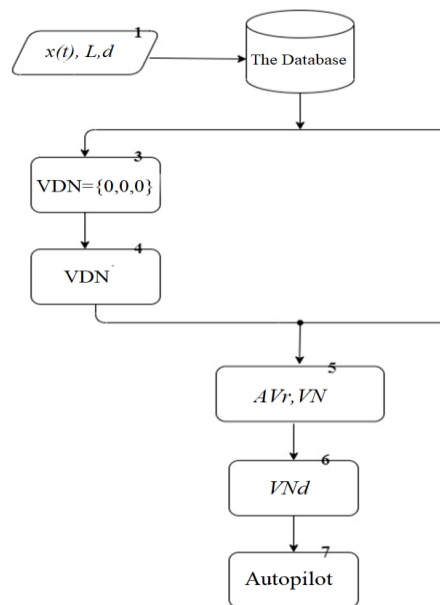 1
x(t), L,d
The Database
3
VDN={0,0,0}
4
VDN
5
AVr,VN
6
VNd
7
Autopilot